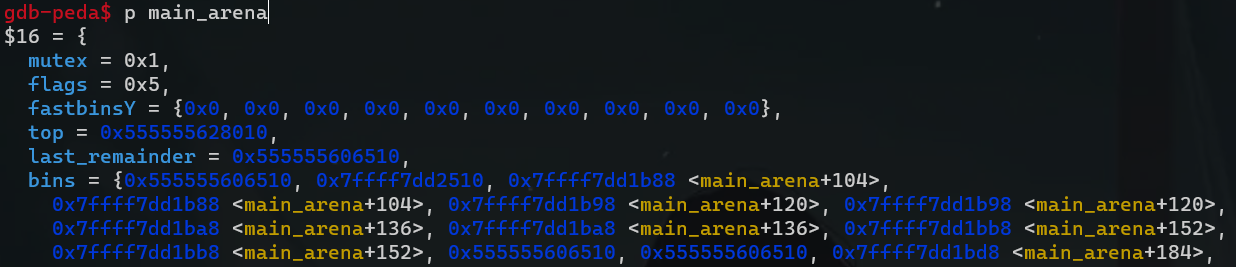 gdb-peda$ p main_arena
$16 = {
  mutex = 0x1,
  flags = 0x5,
  fastbinsY = {0x0, 0x0, 0x0, 0x0, 0x0, 0x0, 0x0, 0x0, 0x0, 0x0},
  top = 0x555555628010,
  last_remainder = 0x555555606510,
  bins = {0x555555606510, 0x7ffff7dd2510, 0x7ffff7dd1b88 <main_arena+104>,
    0x7ffff7dd1b88 <main_arena+104>, 0x7ffff7dd1b98 <main_arena+120>, 0x7ffff7dd1b98 <main_arena+120>,
    0x7ffff7dd1ba8 <main_arena+136>, 0x7ffff7dd1ba8 <main_arena+136>, 0x7ffff7dd1bb8 <main_arena+152>,
    0x7ffff7dd1bb8 <main_arena+152>, 0x555555606510, 0x555555606510, 0x7ffff7dd1bd8 <main_arena+184>,